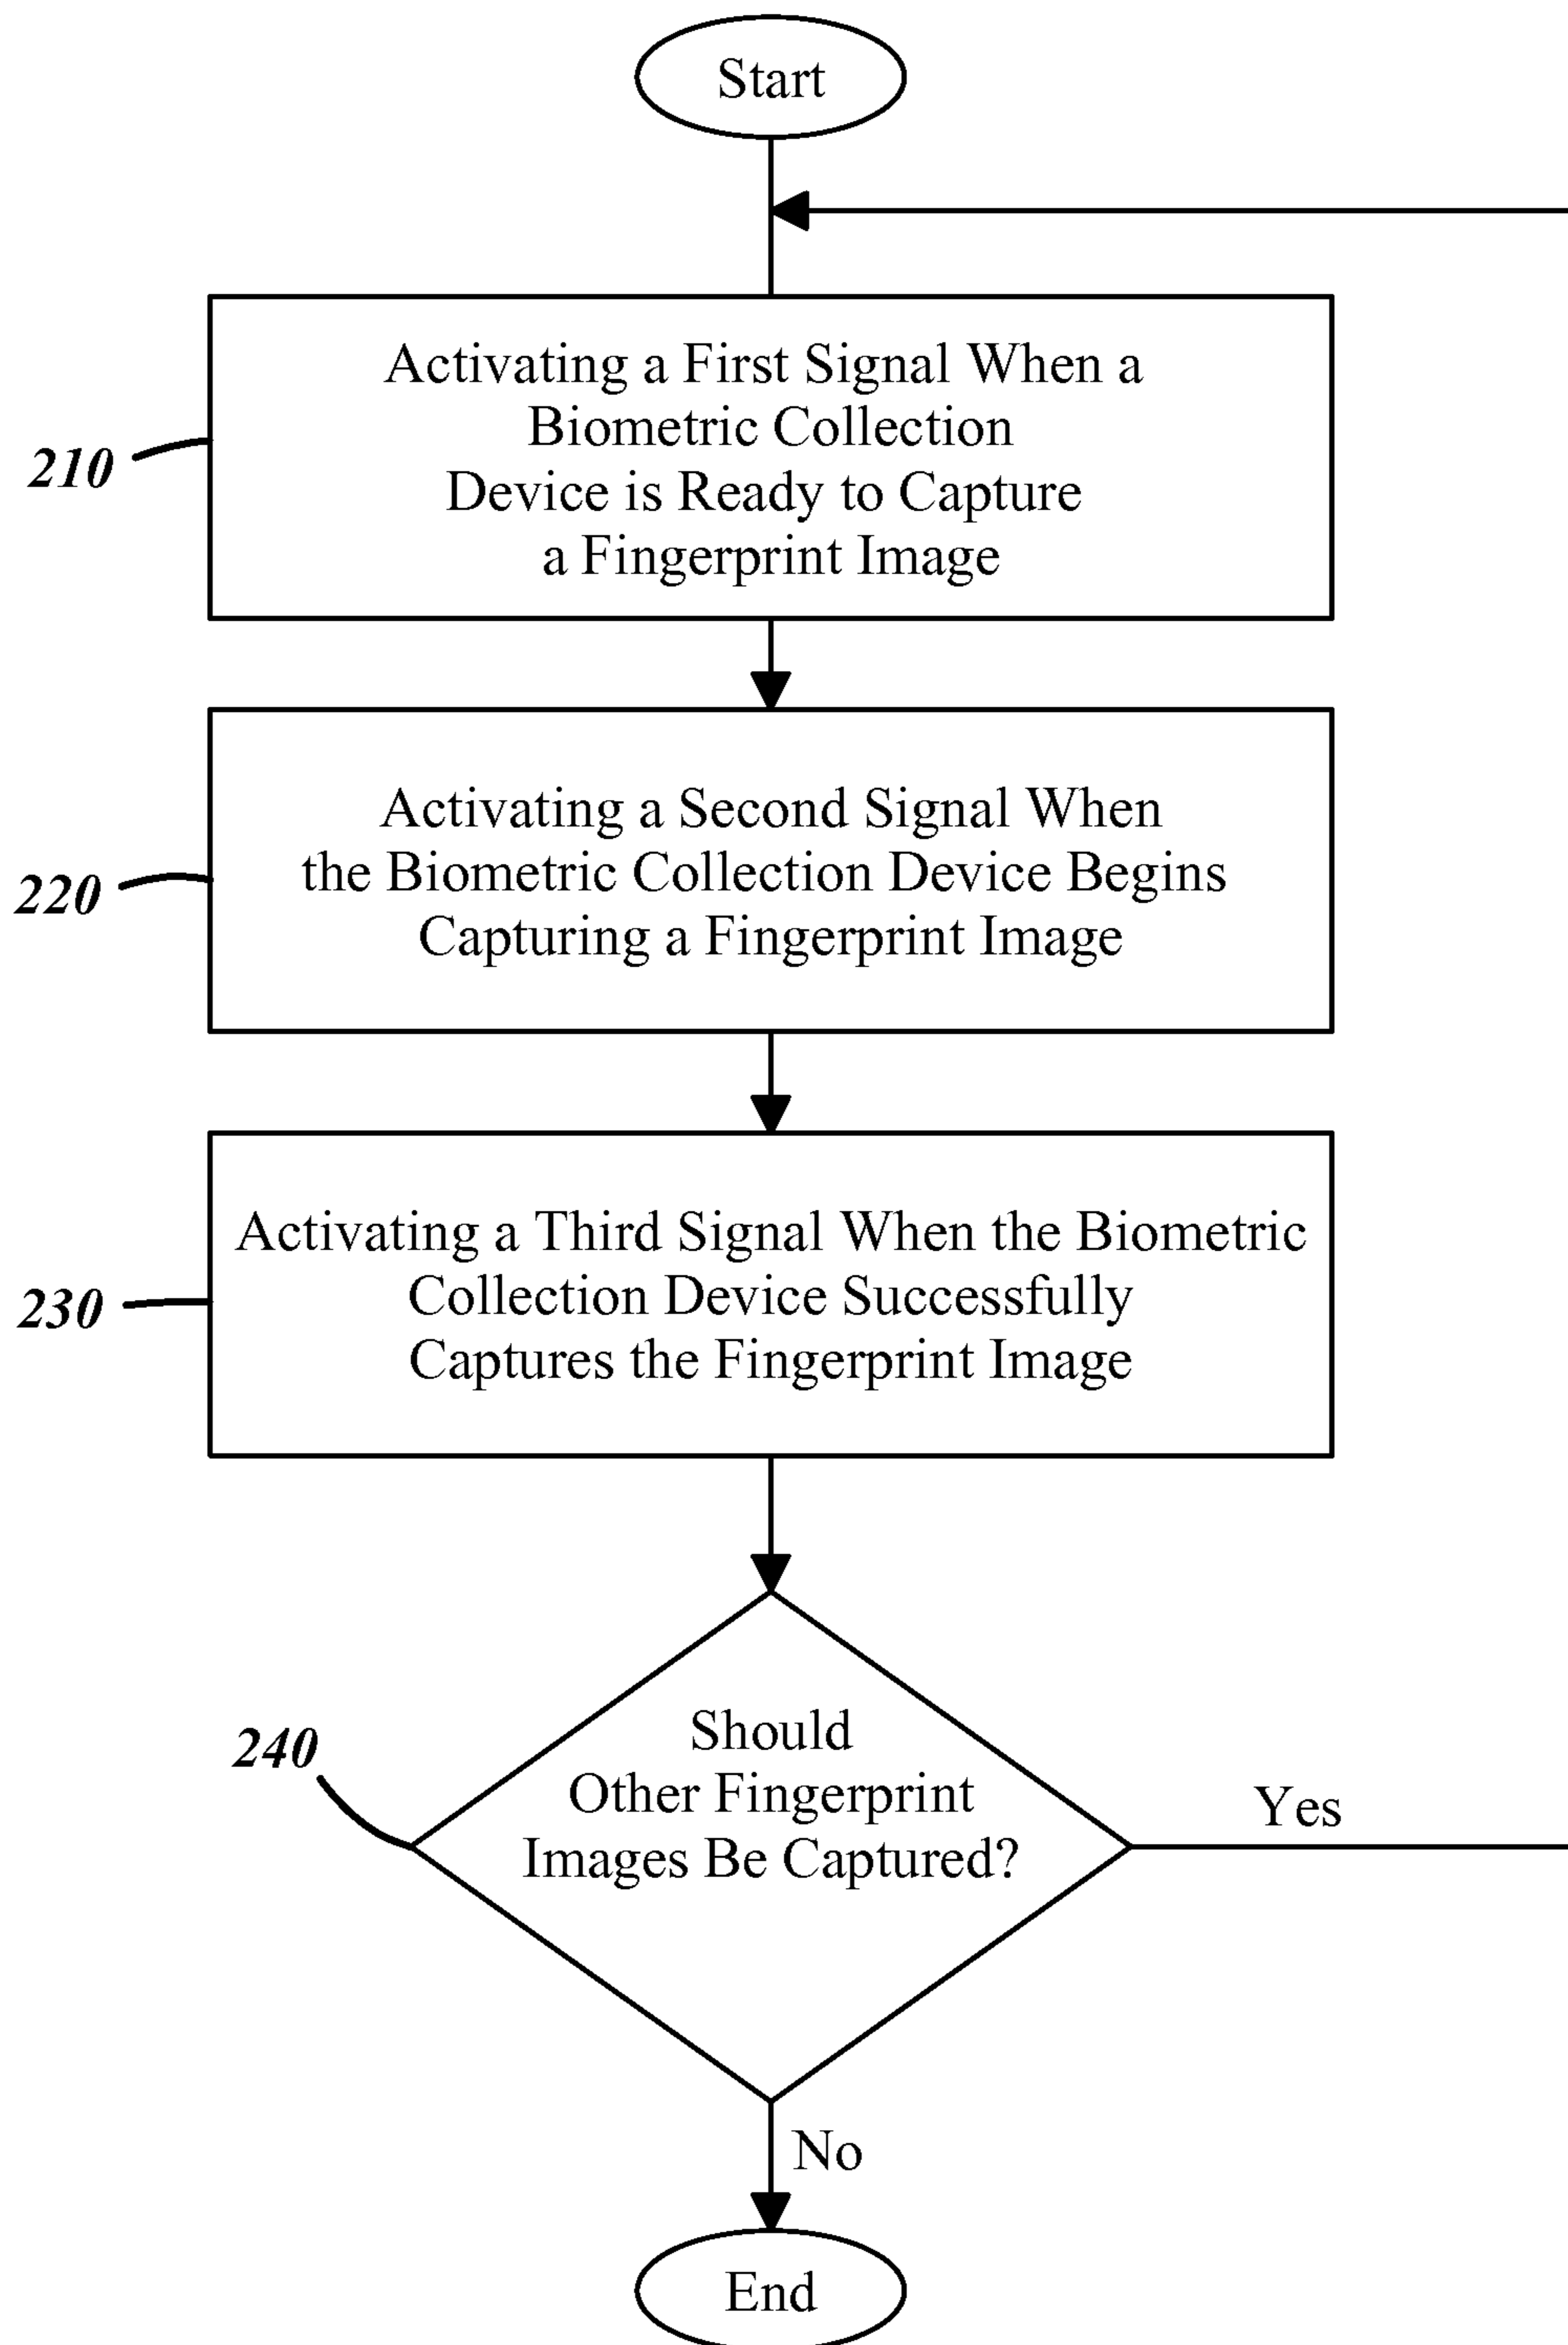 Start
Activating a First Signal When a
Biometric Collection
Device is Ready to Capture
a Fingerprint Image
210
Activating a Second Signal When
the Biometric Collection Device Begins
Capturing a Fingerprint Image
220
Activating a Third Signal When the Biometric
Collection Device Successfully
Captures the Fingerprint Image
230
240
Should
Other Fingerprint
Images Be Captured?
Yes
No
End